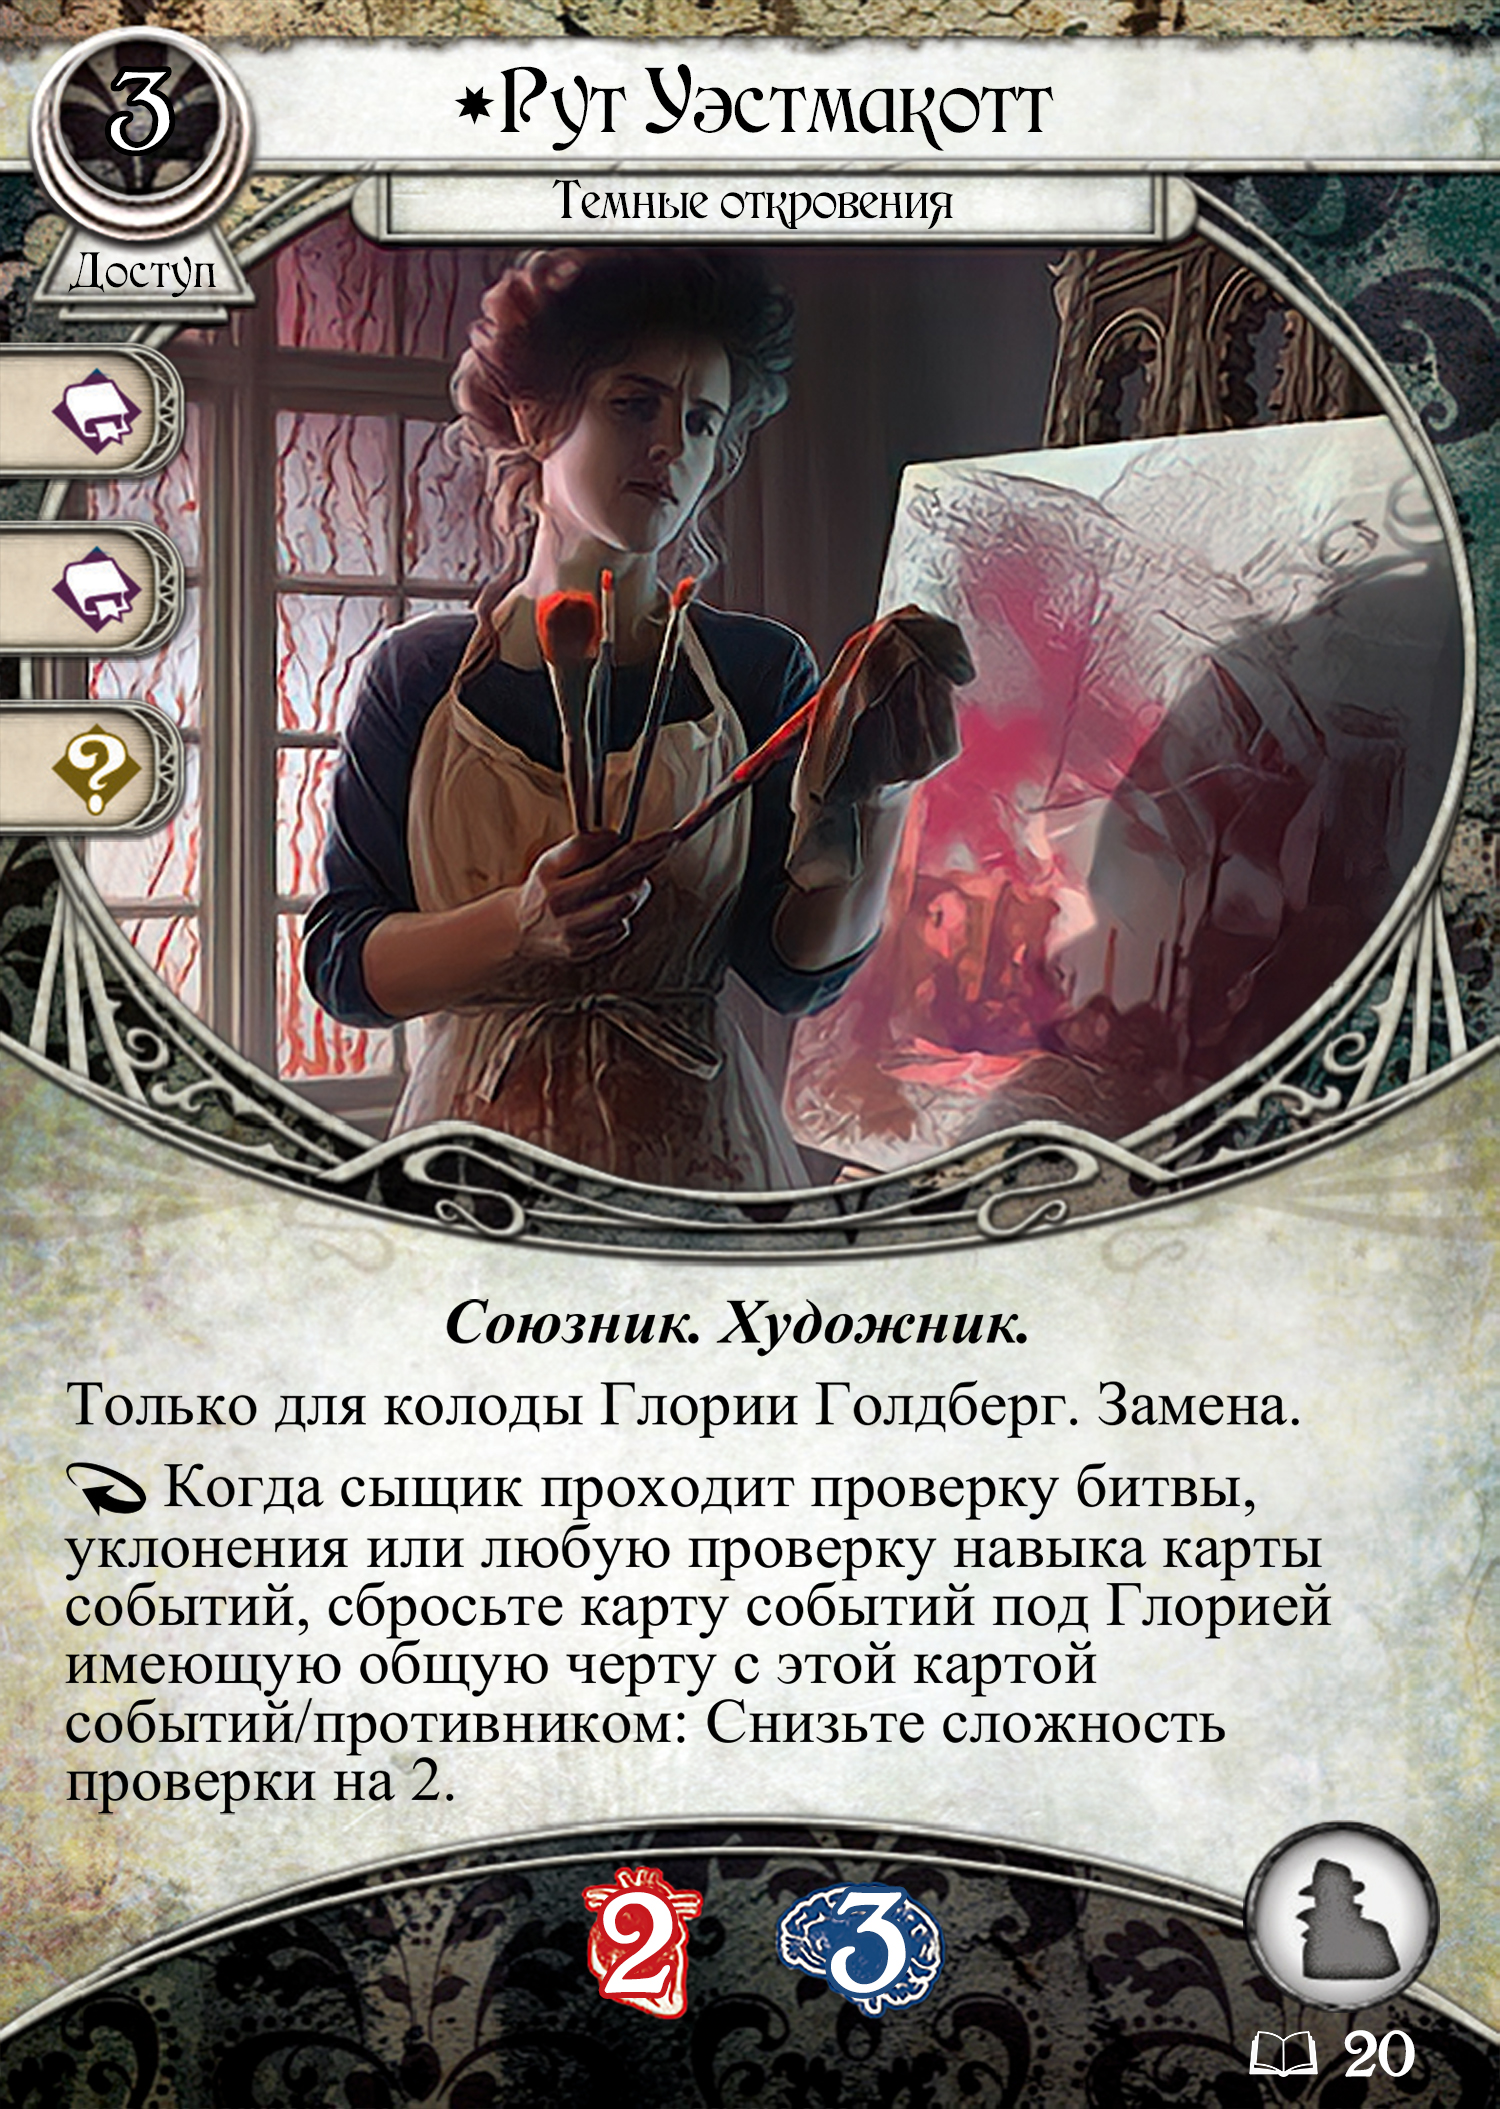 3
Рут Уэстмакотт
Темные откровения
Доступ
?
Союзник. Художник.
Только для колоды Глории Голдберг. Замена.
Когда сыщик проходит проверку битвы,
уклонения или любую проверку навыка карты
событий, сбросьте карту событий под Глорией
имеющую общую черту с этой картой
событий/противником: Снизьте сложность
проверки на 2.
2
3
20